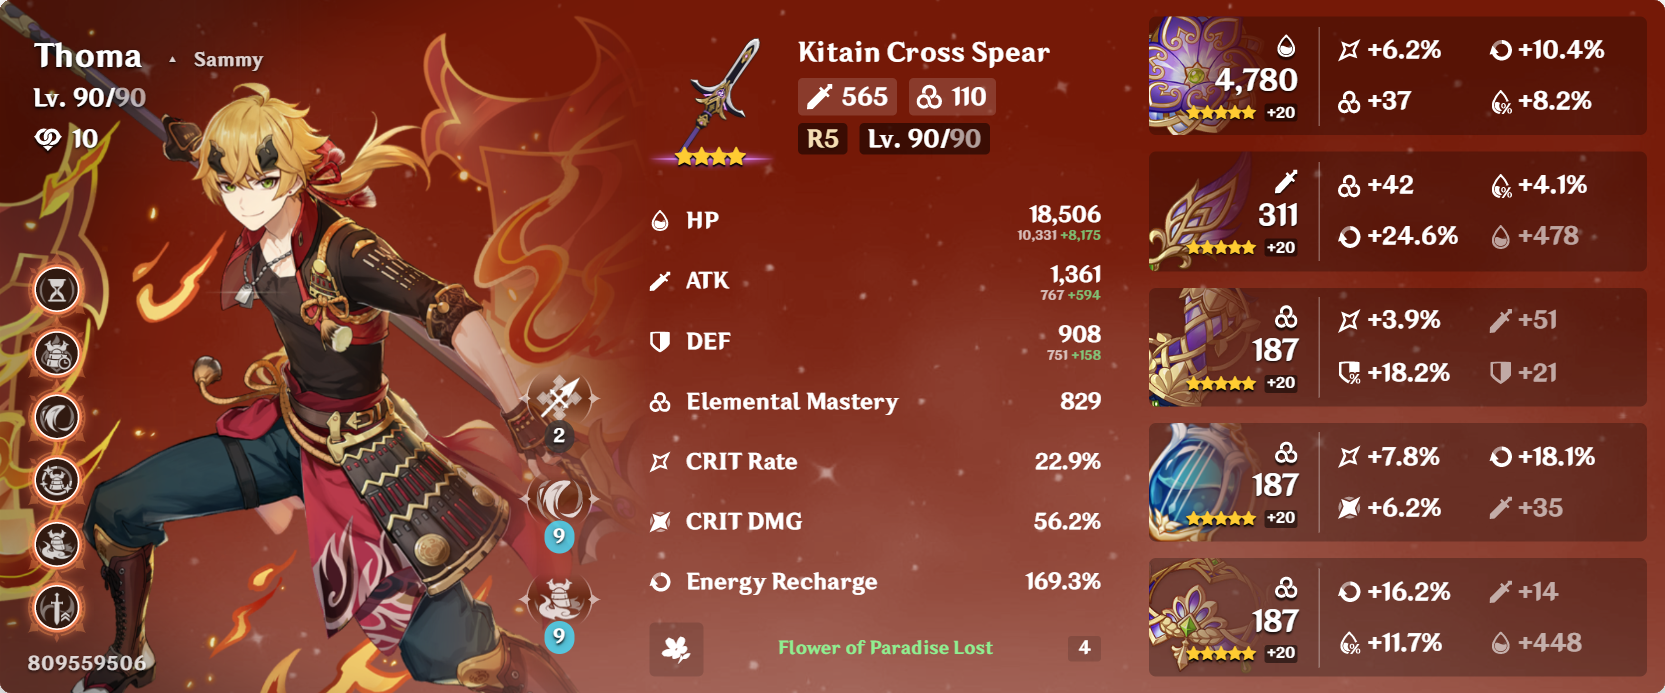 Thoma ▲ Sammy
Lv. 90/90
10
2
9
9
809559506
Kitain Cross Spear
565 110
R5 Lv. 90/90
HP 18,506
10,331 +8,175
ATK 1,361
767 +594
DEF 908
751 +158
Elemental Mastery 829
CRIT Rate 22.9%
CRIT DMG 56.2%
Energy Recharge 169.3%
Flower of Paradise Lost 4
4,780
+20
+6.2% +10.4%
+37 +8.2%
311
+20
+42 +4.1%
+24.6% +478
187
+20
+3.9% +51
+18.2% +21
187
+20
+7.8% +18.1%
+6.2% +35
187
+20
+16.2% +14
+11.7% +448